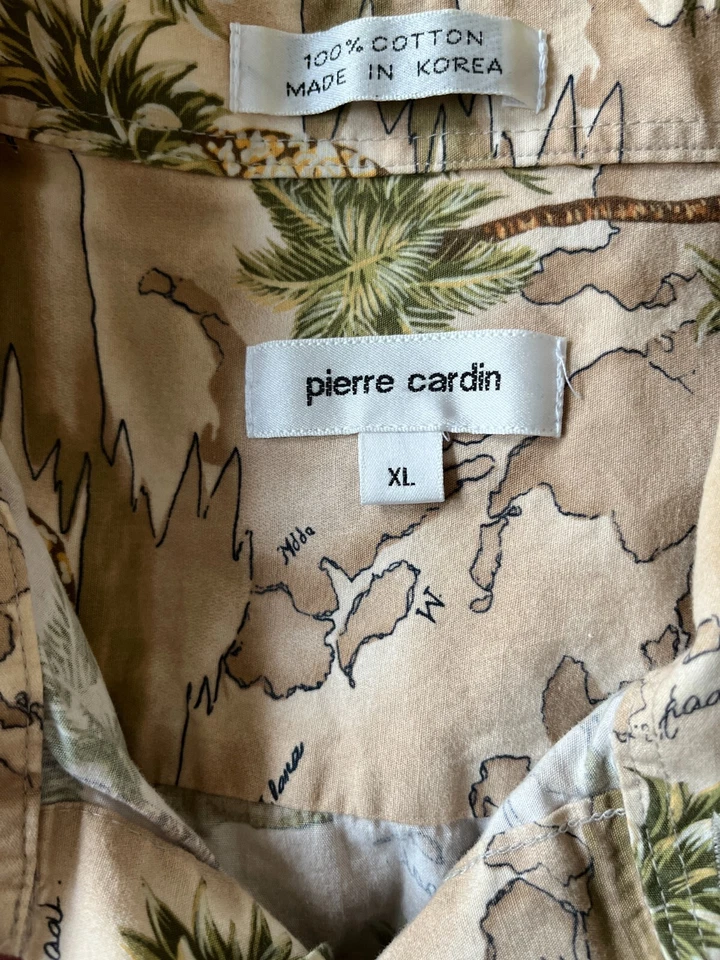 100% COTTON
MADE IN KOREA
pierre cardin
XL
M